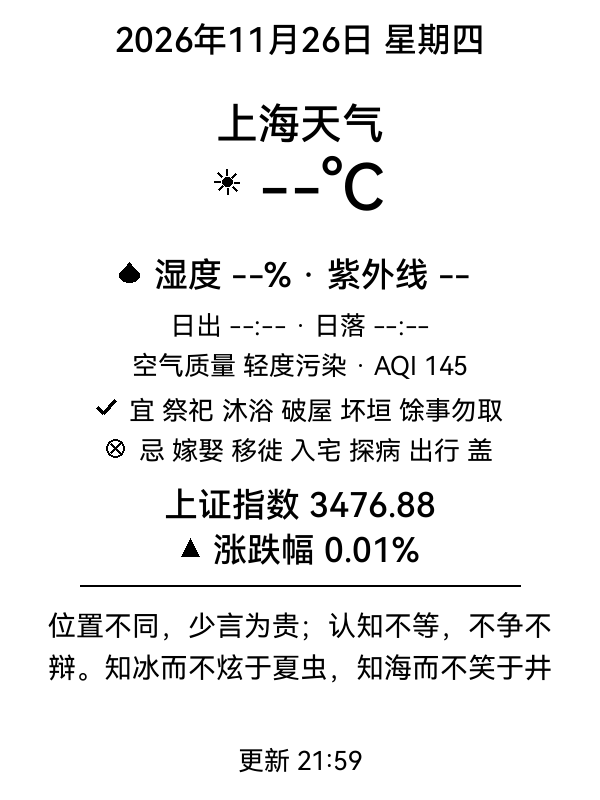 2026年11月26日 星期四
上海天气
--°C
湿度 --% · 紫外线 --
日出 --:-- · 日落 --:--
空气质量 轻度污染 · AQI 145
宜 祭祀 沐浴 破屋 坏垣 馀事勿取
忌 嫁娶 移徙 入宅 探病 出行 盖
上证指数 3476.88
▲ 涨跌幅 0.01%
位置不同，少言为贵；认知不等，不争不
辩。知冰而不炫于夏虫，知海而不笑于井
更新 21:59